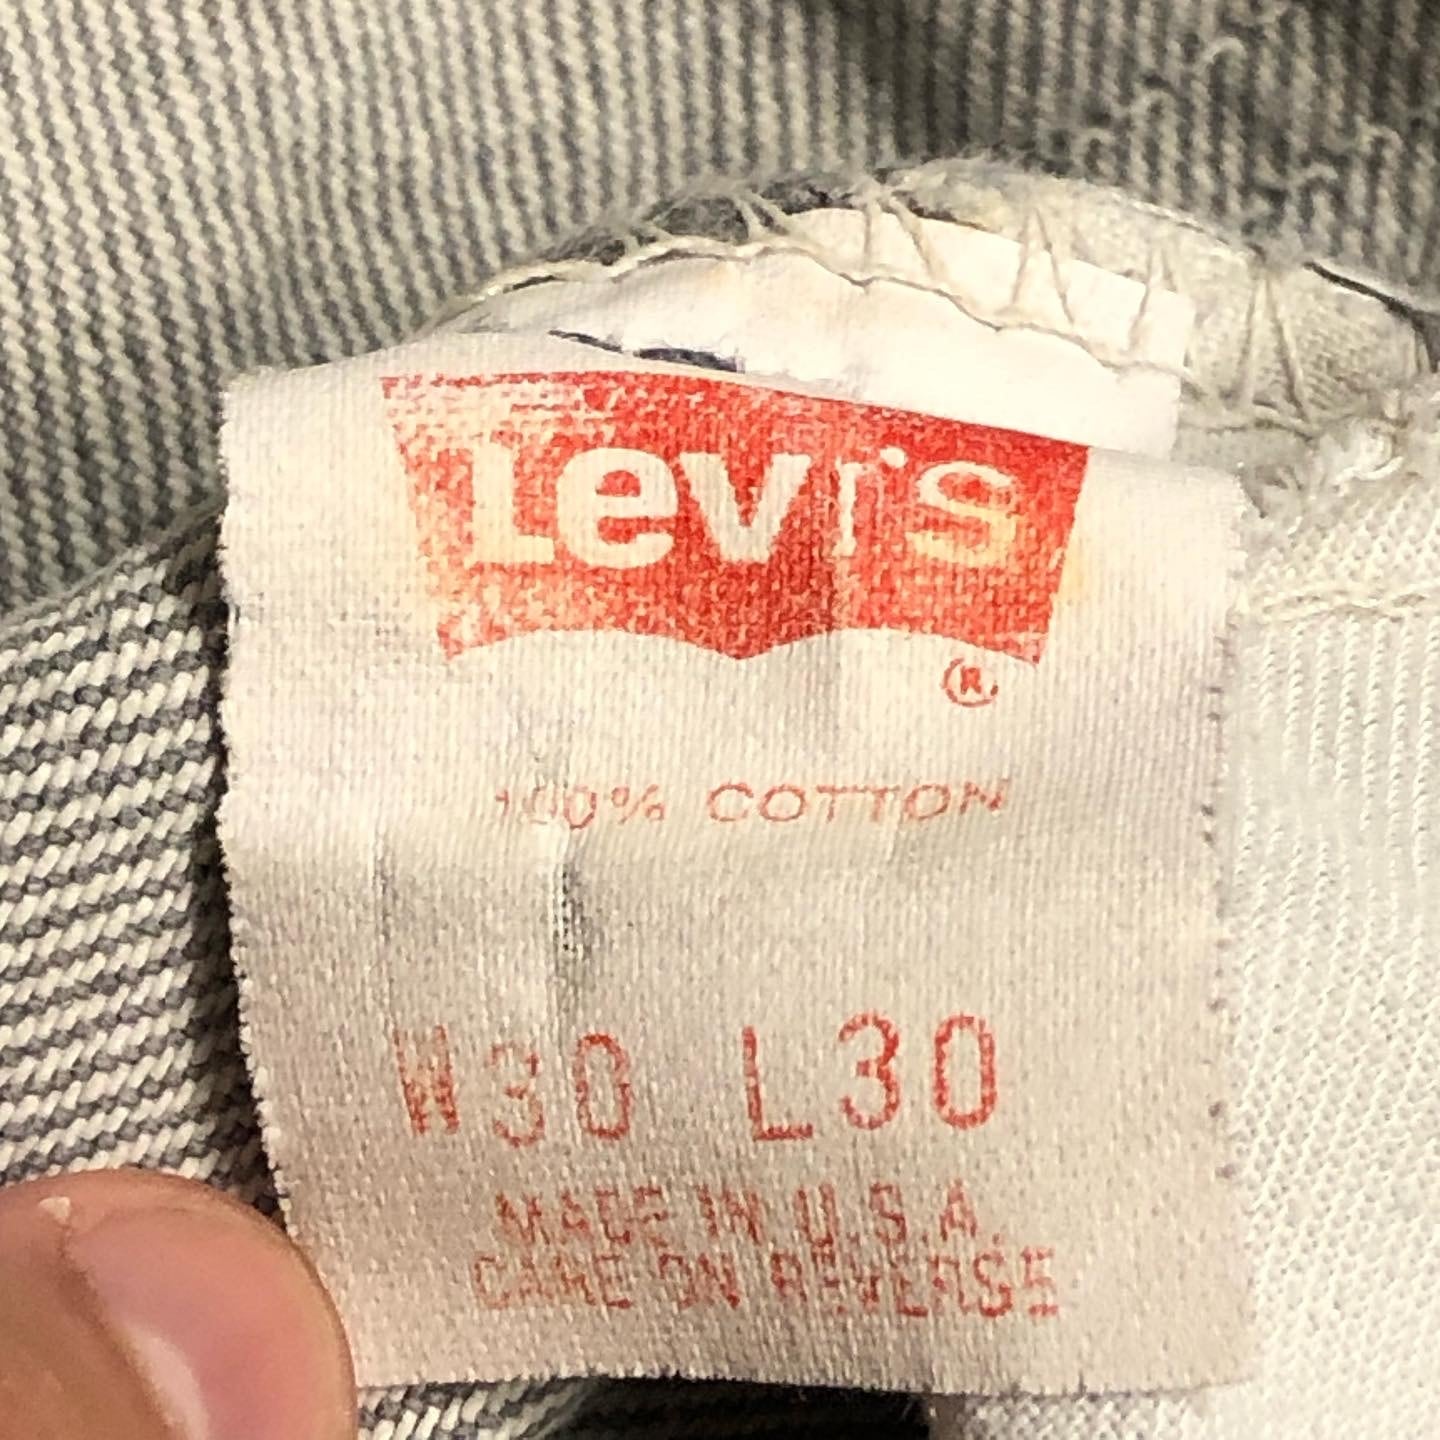 Levi's
®
100% COTTON
W30 L30
MADE IN U.S.A.
CARE ON REVERSE